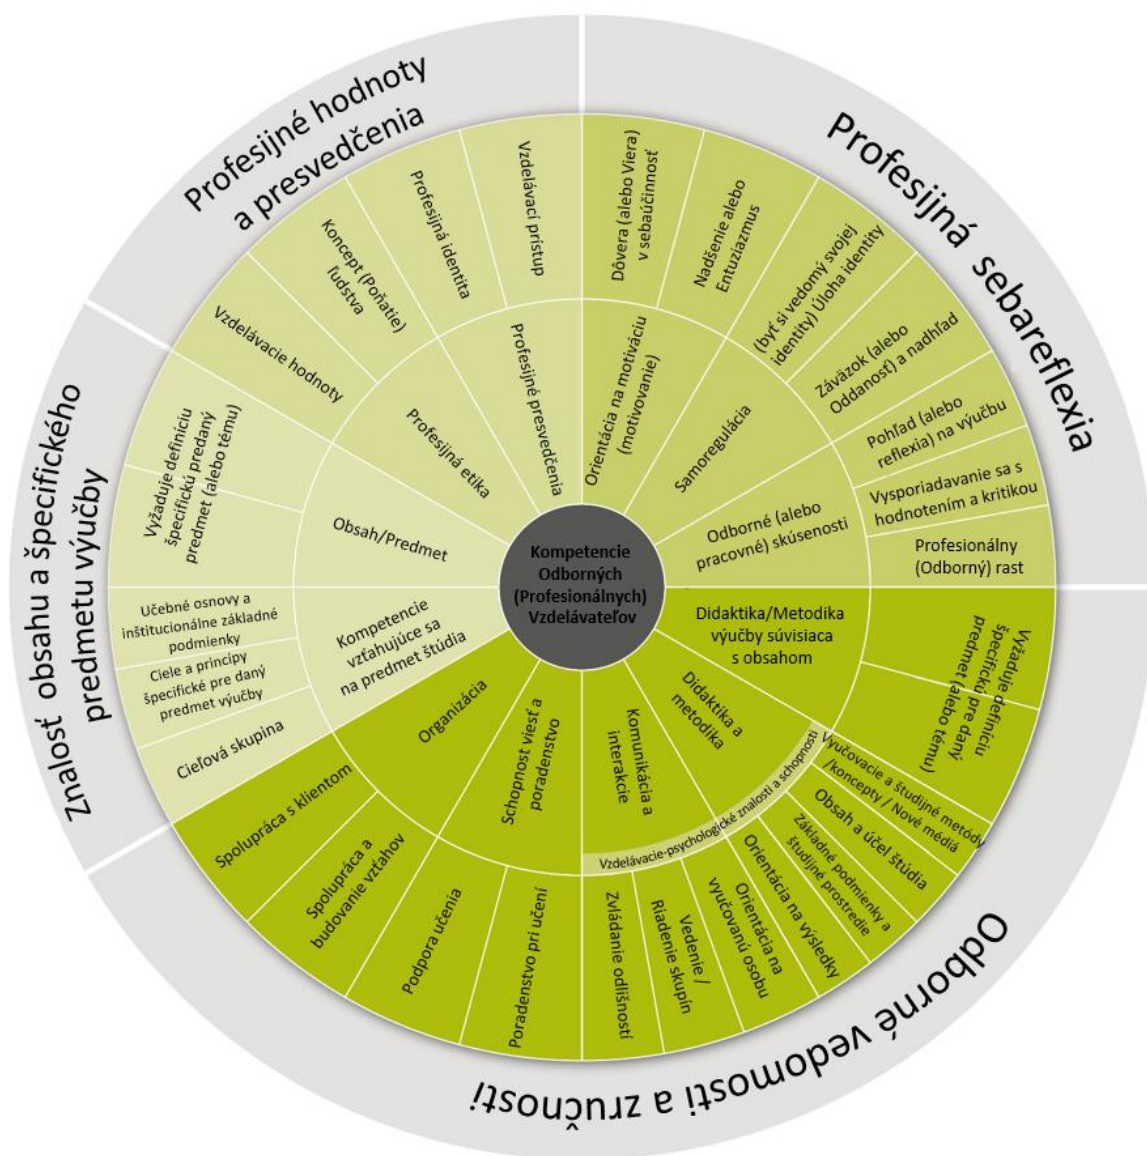 Kompetencie
Odborných
(Profesionálnych)
Vzdelávateľov
Profesijné hodnoty
a presvedčenia
Vzdelávacie hodnoty
Koncept (Poňatie)
ľudstva
Profesijná identita
Vzdelávací prístup
Profesijná etika
Profesijné presvedčenia
Profesijná sebareflexia
Dôvera (alebo Viera)
v sebaúčinnosť
Nadšenie alebo
Entuziazmus
(byť si vedomý svojej
identity) Úloha identity
Záväzok (alebo
Oddanosť) a nadhľad
Pohľad (alebo
reflexia) na výučbu
Vysporiadavanie sa s
hodnotením a kritikou
Profesionálny
(Odborný) rast
Orientácia na motiváciu
(motivovanie)
Samoregulácia
Odborné (alebo
pracovné) skúsenosti
Odborné vedomosti a zručnosti
Didaktika/Metodika
výučby súvisiaca
s obsahom
Vyžaduje definíciu
špecifickú pre daný
predmet (alebo tému)
Didaktika a
metodika
Vyučovacie a študijné metódy
/koncepty / Nové médiá
Obsah a účel štúdia
Základné podmienky a
študijné prostredie
Orientácia na výsledky
Vzdelávacie-psychologické znalosti a schopnosti
Komunikácia a
interakcie
Orientácia na
vyučovanú osobu
Vedenie /
Riadenie skupín
Zvládanie odlišností
Schopnosť viesť a
poradenstvo
Poradenstvo pri učení
Podpora učenia
Organizácia
Spolupráca a
budovanie vzťahov
Spolupráca s klientom
Znalosť obsahu a špecifického
predmetu výučby
Kompetencie
vzťahujúce sa
na predmet štúdia
Cieľová skupina
Ciele a princípy
špecifické pre daný
predmet výučby
Učebné osnovy a
inštitucionálne základné
podmienky
Obsah/Predmet
Vyžaduje definíciu
špecifickú predaný
predmet (alebo tému)